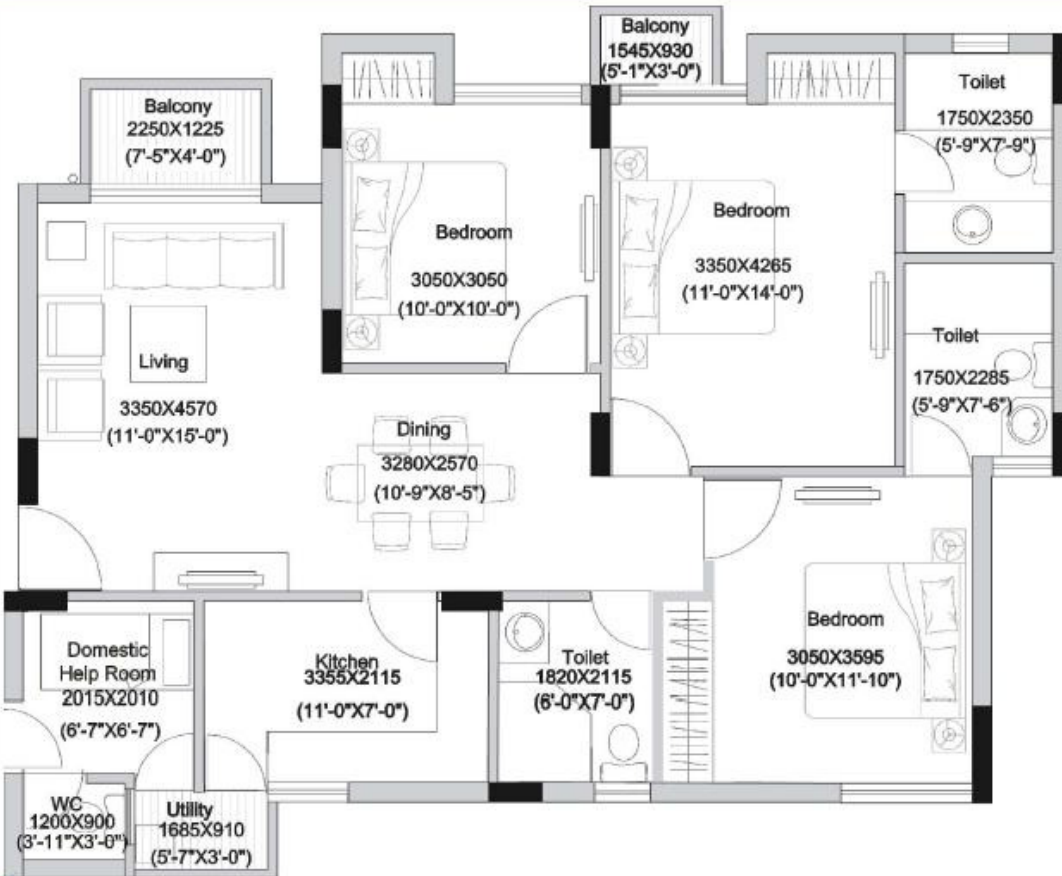 Balcony
1545X930
(5'-1"X3'-0")
Balcony
2250X1225
(7'-5"X4'-0")
Toilet
1750X2350
(5'-9"X7'-9")
Bedroom
3050X3050
(10'-0"X10'-0")
Bedroom
3350X4265
(11'-0"X14'-0")
Living
3350X4570
(11'-0"X15'-0")
Toilet
1750X2285
(5'-9"X7'-6")
Dining
3280X2570
(10'-9"X8'-5")
Domestic
Help Room
2015X2010
(6'-7"X6'-7")
Kitchen
3355X2115
(11'-0"X7'-0")
Toilet
1820X2115
(6'-0"X7'-0")
Bedroom
3050X3595
(10'-0"X11'-10")
WC
1200X900
(3'-11"X3'-0")
Utility
1685X910
(5'-7"X3'-0")